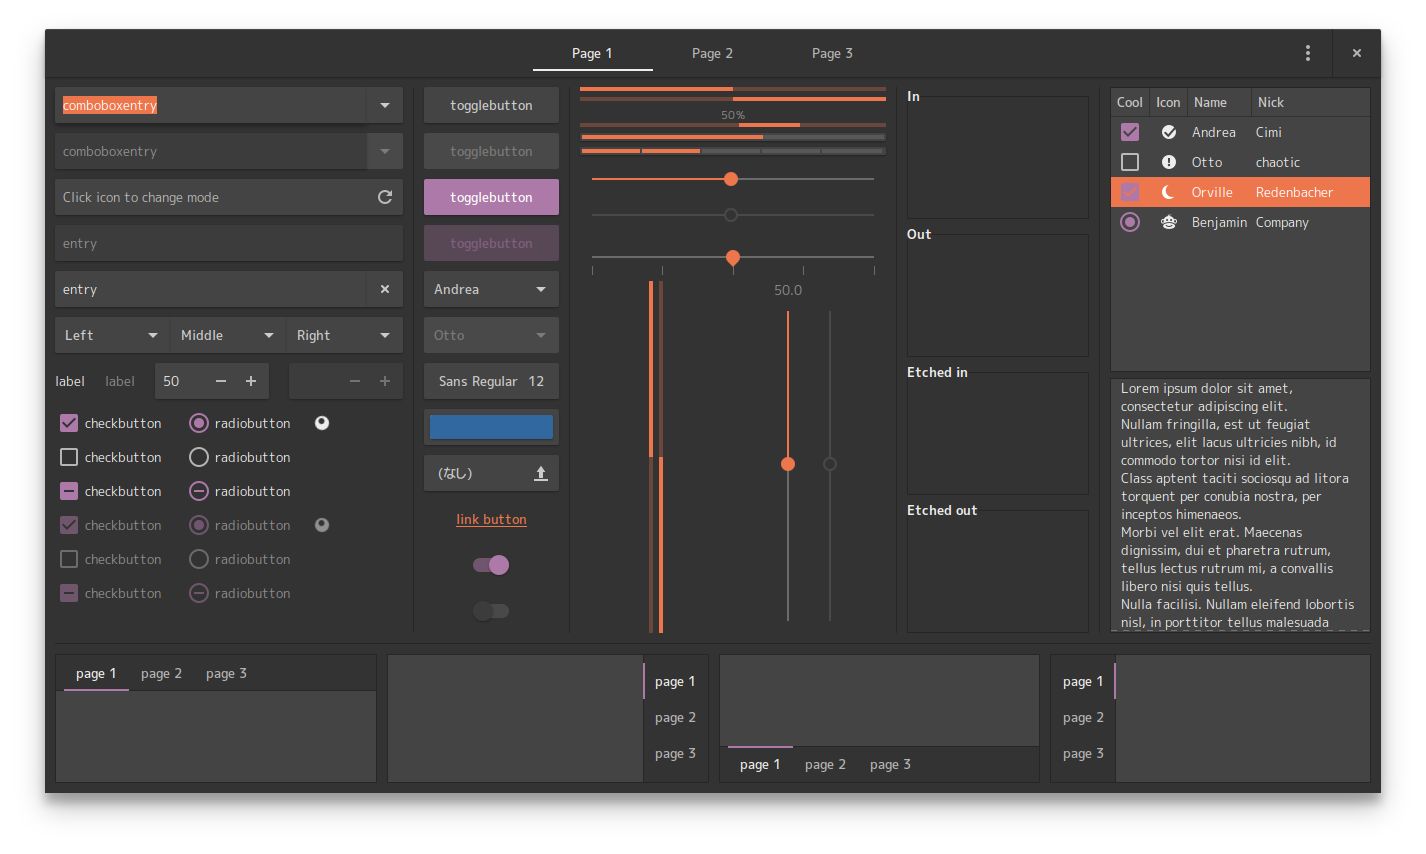 Page 1 Page 2 Page 3
comboboxentry
comboboxentry
Click icon to change mode
entry
entry
Left Middle Right
label label 50
checkbutton radiobutton
checkbutton radiobutton
checkbutton radiobutton
checkbutton radiobutton
checkbutton radiobutton
checkbutton radiobutton
togglebutton
togglebutton
togglebutton
togglebutton
Andrea
Otto
Sans Regular 12
(なし)
link button
50%
50.0
In
Out
Etched in
Etched out
Cool Icon Name Nick
Andrea Cimi
Otto chaotic
Orville Redenbacher
Benjamin Company
Lorem ipsum dolor sit amet,
consectetur adipiscing elit.
Nullam fringilla, est ut feugiat
ultrices, elit lacus ultricies nibh, id
commodo tortor nisi id elit.
Class aptent taciti sociosqu ad litora
torquent per conubia nostra, per
inceptos himenaeos.
Morbi vel elit erat. Maecenas
dignissim, dui et pharetra rutrum,
tellus lectus rutrum mi, a convallis
libero nisi quis tellus.
Nulla facilisi. Nullam eleifend lobortis
nisl, in porttitor tellus malesuada
page 1 page 2 page 3
page 1
page 2
page 3
page 1 page 2 page 3
page 1
page 2
page 3